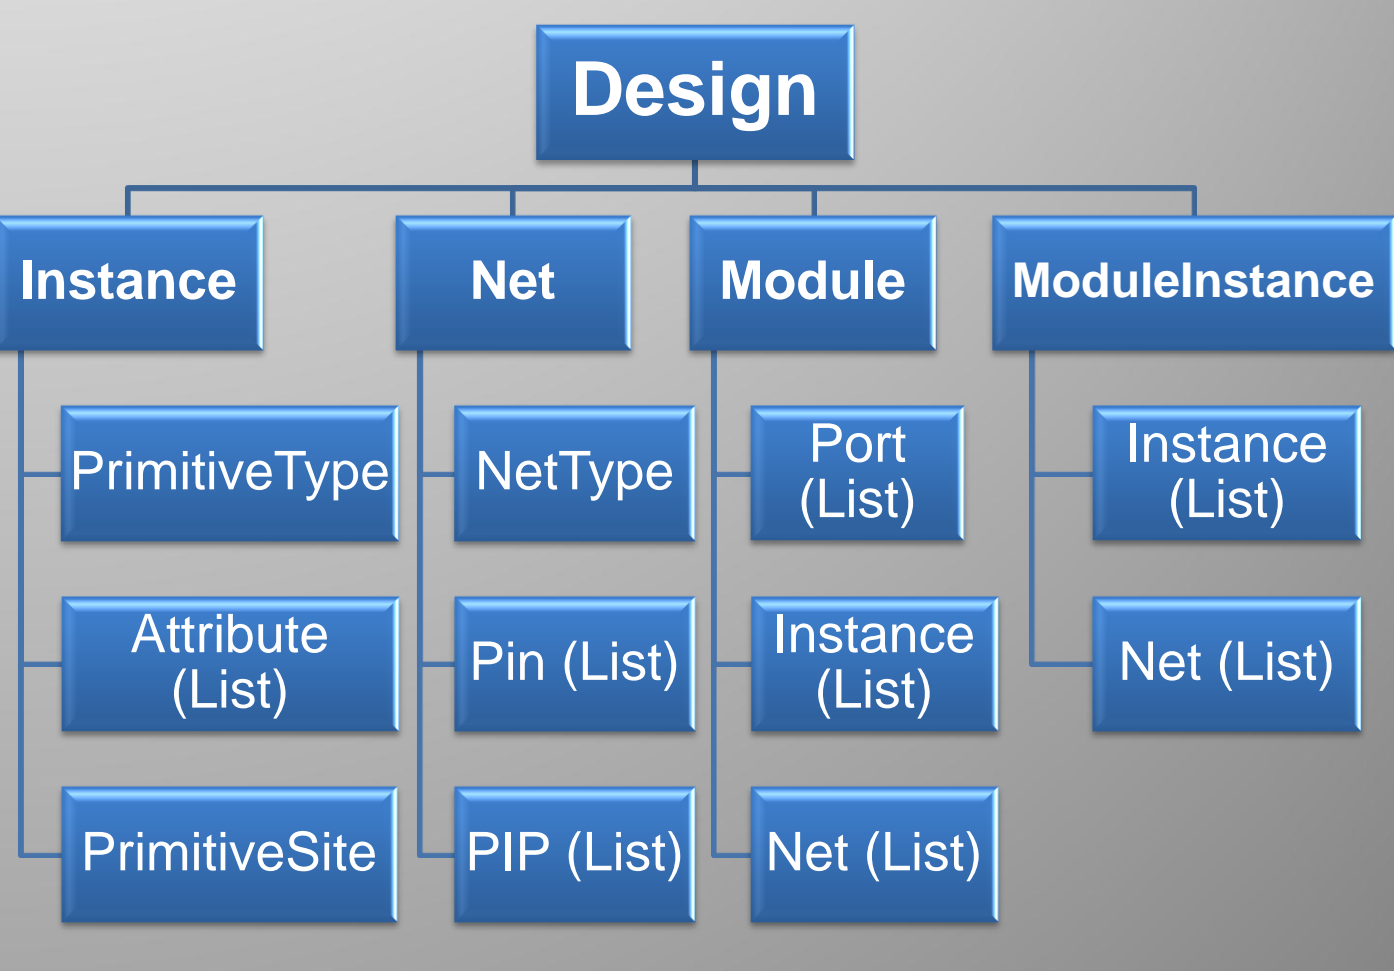 Design
Instance
Net
Module
ModuleInstance
PrimitiveType
NetType
Port
(List)
Instance
(List)
Attribute
(List)
Pin (List)
Instance
(List)
Net (List)
PrimitiveSite
PIP (List)
Net (List)